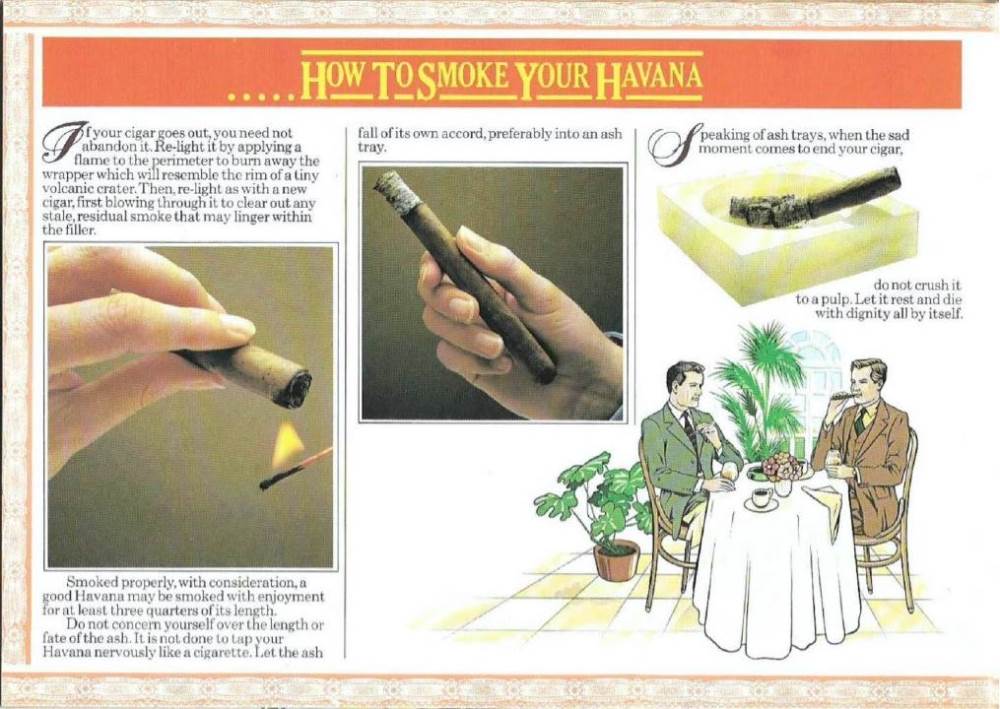 .....HOW TO SMOKE YOUR HAVANA
If your cigar goes out, you need not
abandon it. Re-light it by applying a
flame to the perimeter to burn away the
wrapper which will resemble the rim of a tiny
volcanic crater. Then, re-light as with a new
cigar, first blowing through it to clear out any
stale, residual smoke that may linger within
the filler.
Smoked properly, with consideration, a
good Havana may be smoked with enjoyment
for at least three quarters of its length.
Do not concern yourself over the length or
fate of the ash. It is not done to tap your
Havana nervously like a cigarette. Let the ash
fall of its own accord, preferably into an ash
tray.
Speaking of ash trays, when the sad
moment comes to end your cigar,
do not crush it
to a pulp. Let it rest and die
with dignity all by itself.